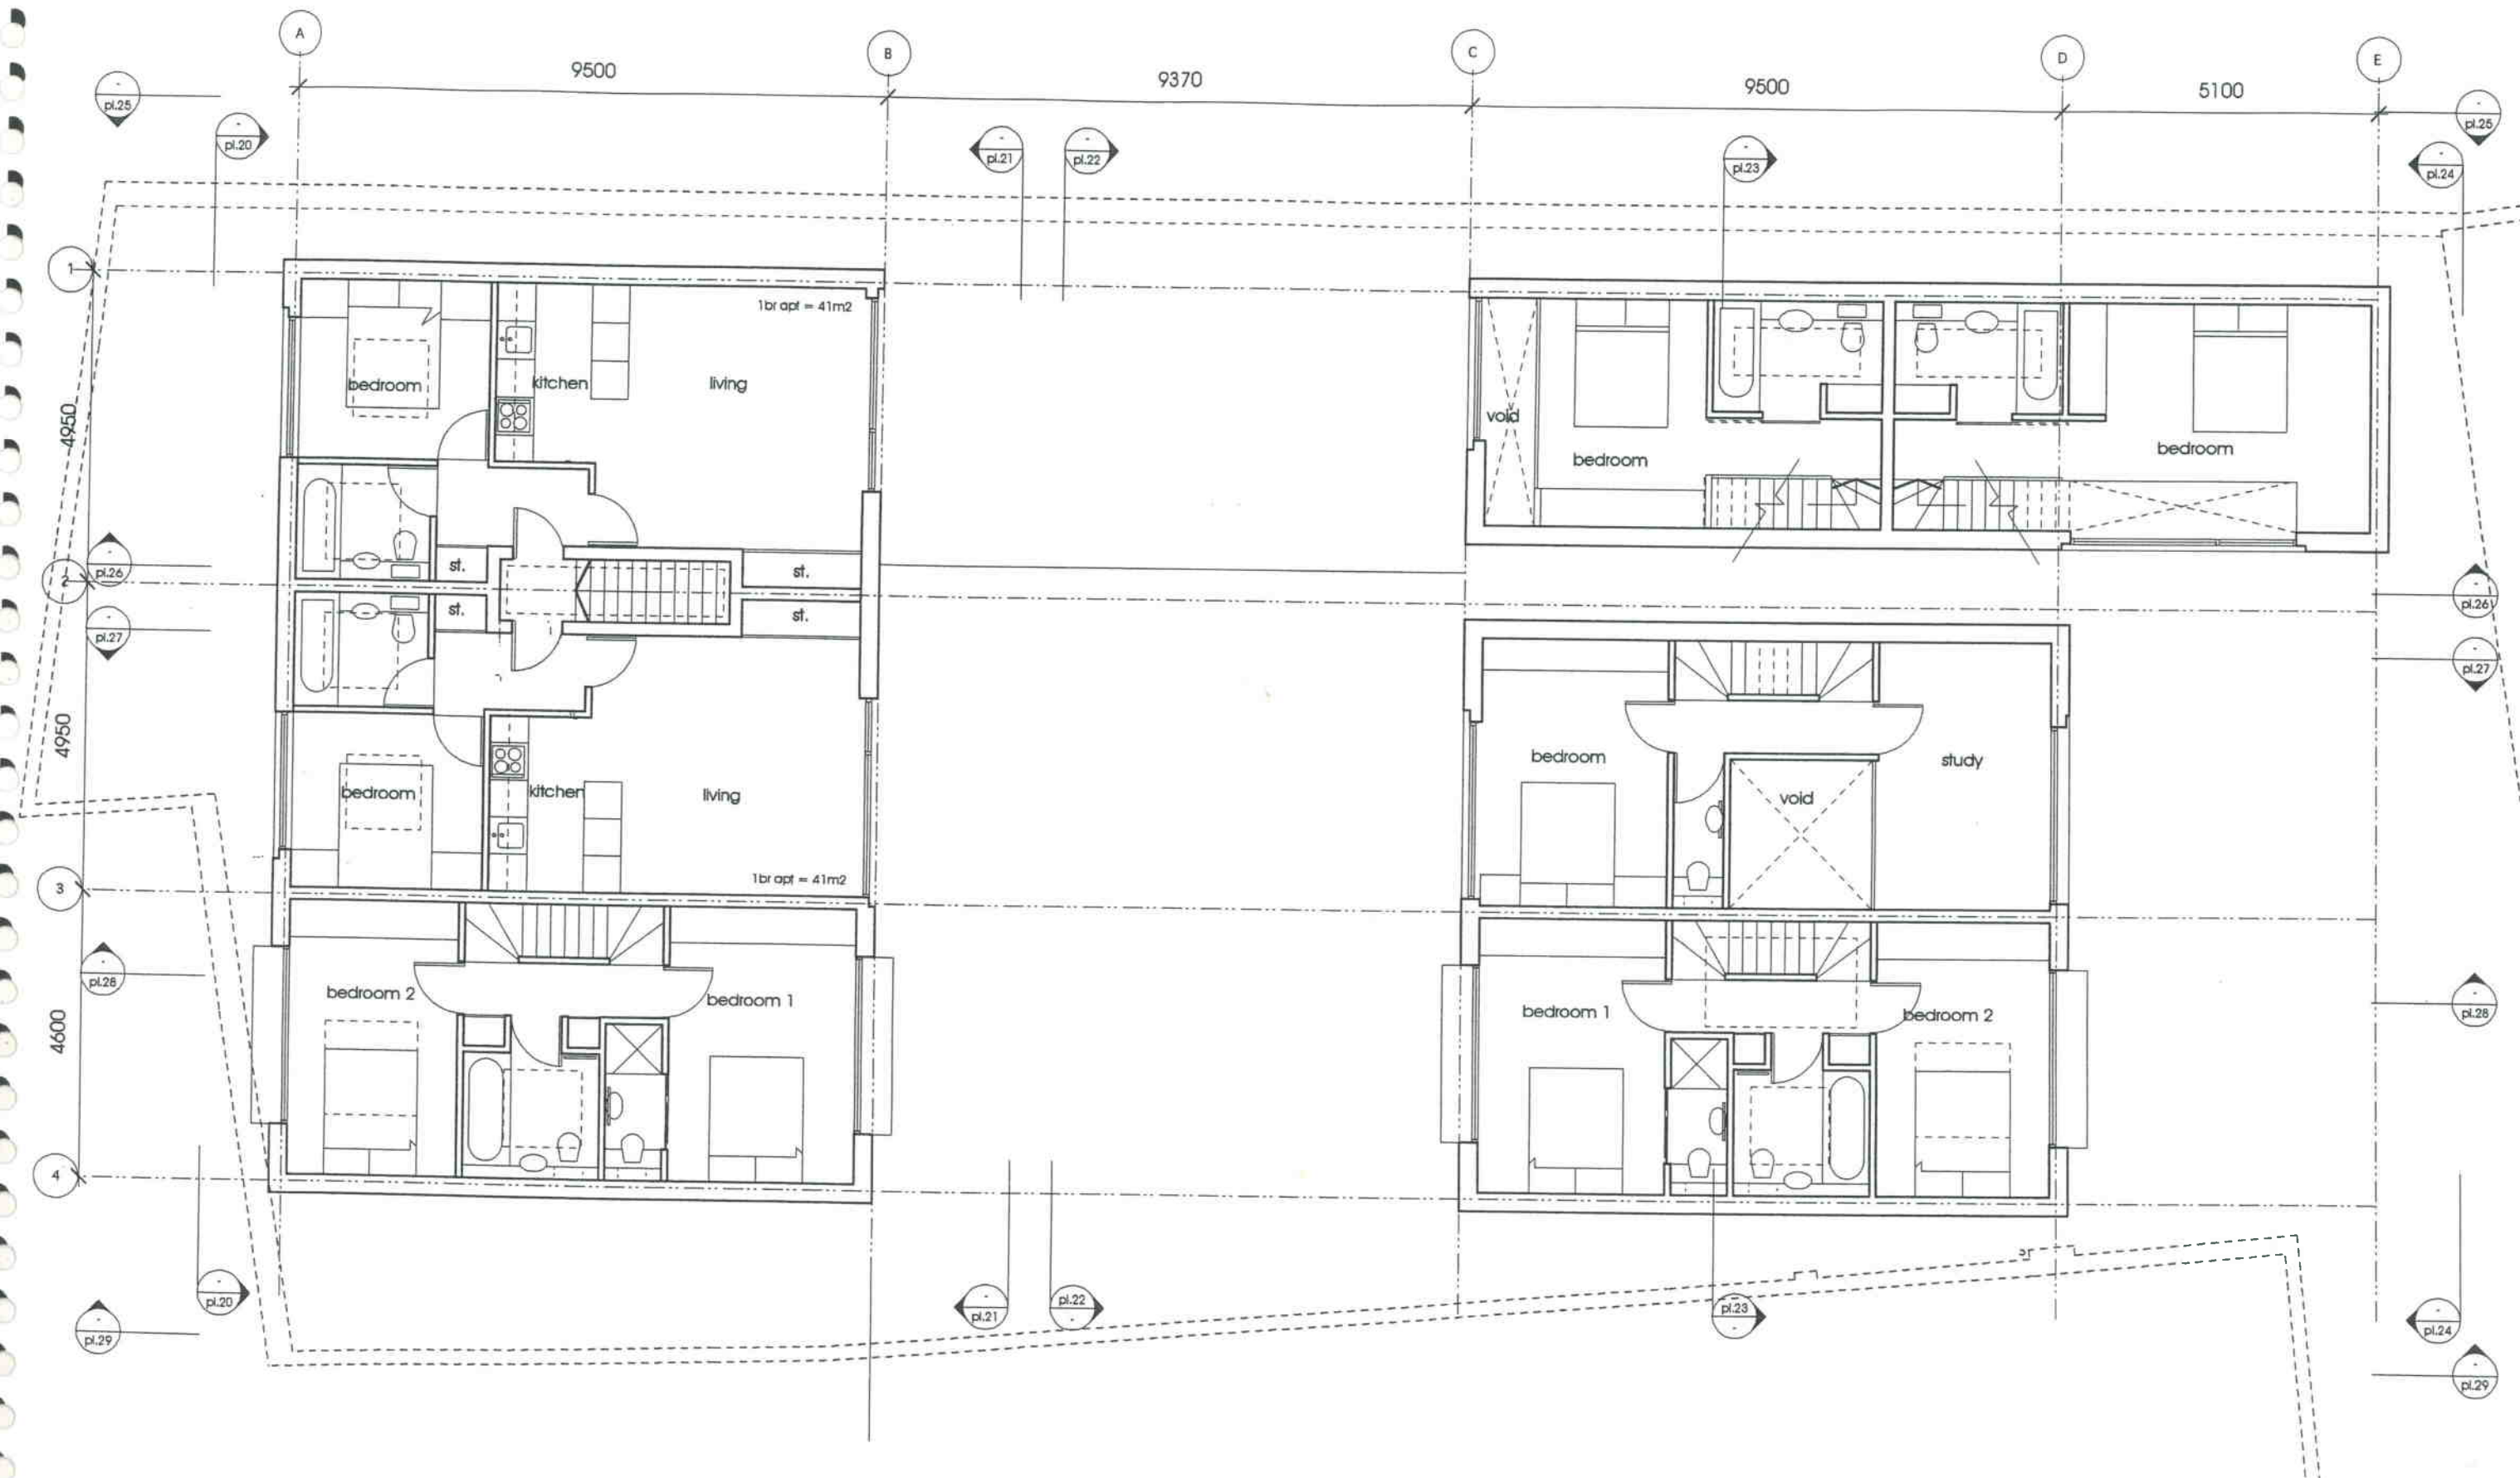 A
B
C
D
E
9500
9370
9500
5100
-
pl.25
-
pl.25
-
pl.20
-
pl.21
-
pl.22
-
pl.23
-
pl.24
1
1br apt = 41m2
bedroom
kitchen
living
void
bedroom
bedroom
4950
-
pl.26
2
st.
st.
-
pl.26
st.
st.
-
pl.27
-
pl.27
4950
bedroom
kitchen
living
bedroom
study
void
1br apt = 41m2
3
-
pl.28
bedroom 2
bedroom 1
bedroom 1
bedroom 2
-
pl.28
4600
4
-
pl.20
-
pl.21
pl.22
-
pl.23
-
-
pl.24
-
pl.29
-
pl.29